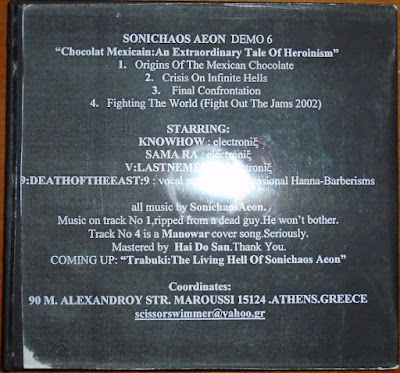 SONICHAOS AEON DEMO 6
“Chocolat Mexicain:An Extraordinary Tale Of Heroinism”
1. Origins Of The Mexican Chocolate
2. Crisis On Infinite Hells
3. Final Confrontation
4. Fighting The World (Fight Out The Jams 2002)
STARRING:
KNOWHOW : electroniξ
SAMA RA : electroniξ
V:LASTNEME
9:DEATHOFTHEEAST:9 : vocal Hanna-Barberisms
all music by SonichaosAeon.
Music on track No 1,ripped from a dead guy.He won’t bother.
Track No 4 is a Manowar cover song.Seriously.
Mastered by Hai Do San.Thank You.
COMING UP: “Trabuki:The Living Hell Of Sonichaos Aeon”
Coordinates:
90 M. ALEXANDROY STR. MAROUSSI 15124 .ATHENS.GREECE
scissorswimmer@yahoo.gr